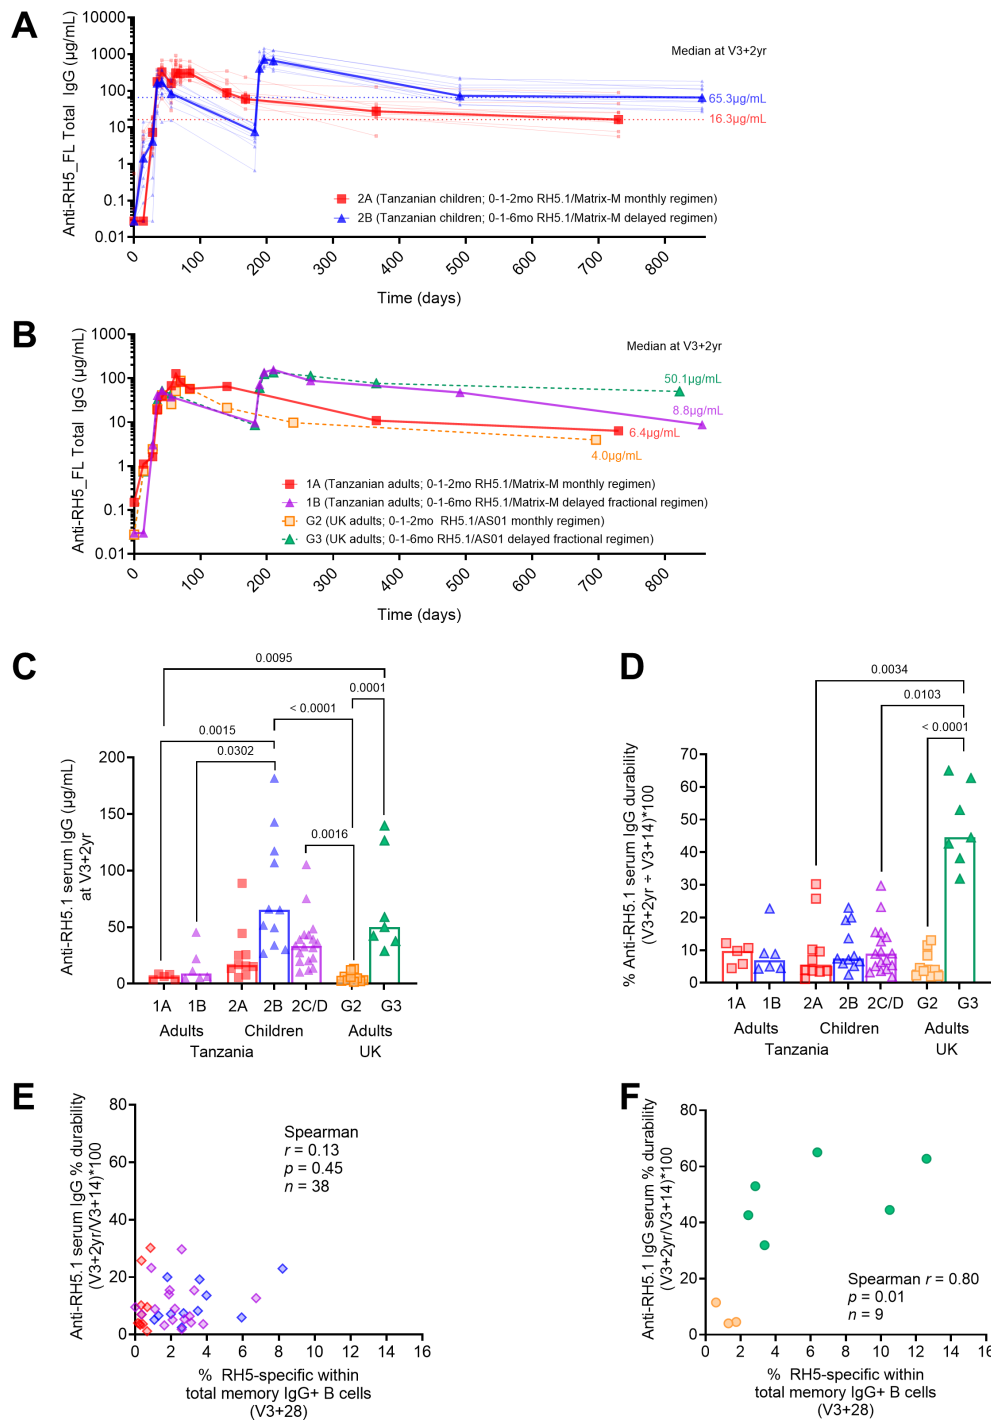 A
Anti-RH5_FL Total IgG (µg/mL)
10000
1000
100
10
1
0.1
0.01
0
100
200
300
400
500
600
700
800
Time (days)
Median at V3+2yr
65.3µg/mL
16.3µg/mL
2A (Tanzanian children; 0-1-2mo RH5.1/Matrix-M monthly regimen)
2B (Tanzanian children; 0-1-6mo RH5.1/Matrix-M delayed regimen)
B
Anti-RH5_FL Total IgG (µg/mL)
1000
100
10
1
0.1
0.01
0
100
200
300
400
500
600
700
800
Time (days)
Median at V3+2yr
50.1µg/mL
8.8µg/mL
6.4µg/mL
4.0µg/mL
1A (Tanzanian adults; 0-1-2mo RH5.1/Matrix-M monthly regimen)
1B (Tanzanian adults; 0-1-6mo RH5.1/Matrix-M delayed fractional regimen)
G2 (UK adults; 0-1-2mo RH5.1/AS01 monthly regimen)
G3 (UK adults; 0-1-6mo RH5.1/AS01 delayed fractional regimen)
C
Anti-RH5.1 serum IgG (µg/mL)
at V3+2yr
0.0095
0.0001
< 0.0001
0.0015
0.0302
0.0016
200
150
100
50
0
1A 1B 2A 2B 2C/D G2 G3
Adults Children Adults
Tanzania UK
D
% Anti-RH5.1 serum IgG durability
(V3+2yr ÷ V3+14)*100
0.0034
0.0103
< 0.0001
70
60
50
40
30
20
10
0
1A 1B 2A 2B 2C/D G2 G3
Adults Children Adults
Tanzania UK
E
Anti-RH5.1 serum IgG % durability
(V3+2yr/V3+14)*100
80
60
40
20
0
Spearman
r = 0.13
p = 0.45
n = 38
0 2 4 6 8 10 12 14 16
% RH5-specific within
total memory IgG+ B cells
(V3+28)
F
Anti-RH5.1 IgG serum % durability
(V3+2yr/V3+14)*100
80
60
40
20
0
Spearman r = 0.80
p = 0.01
n = 9
0 2 4 6 8 10 12 14 16
% RH5-specific within
total memory IgG+ B cells
(V3+28)